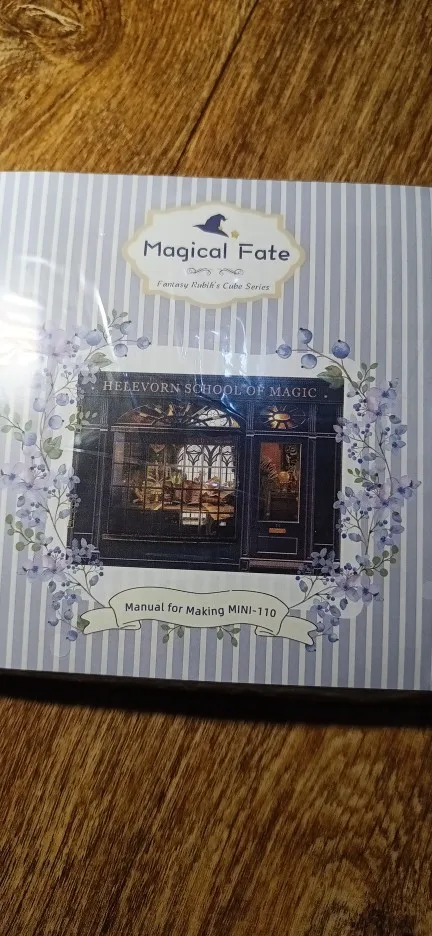 Magical Fate
Fantasy Rubik's Cube Series
HELEVORN SCHOOL OF MAGIC
Manual for Making MINI-110